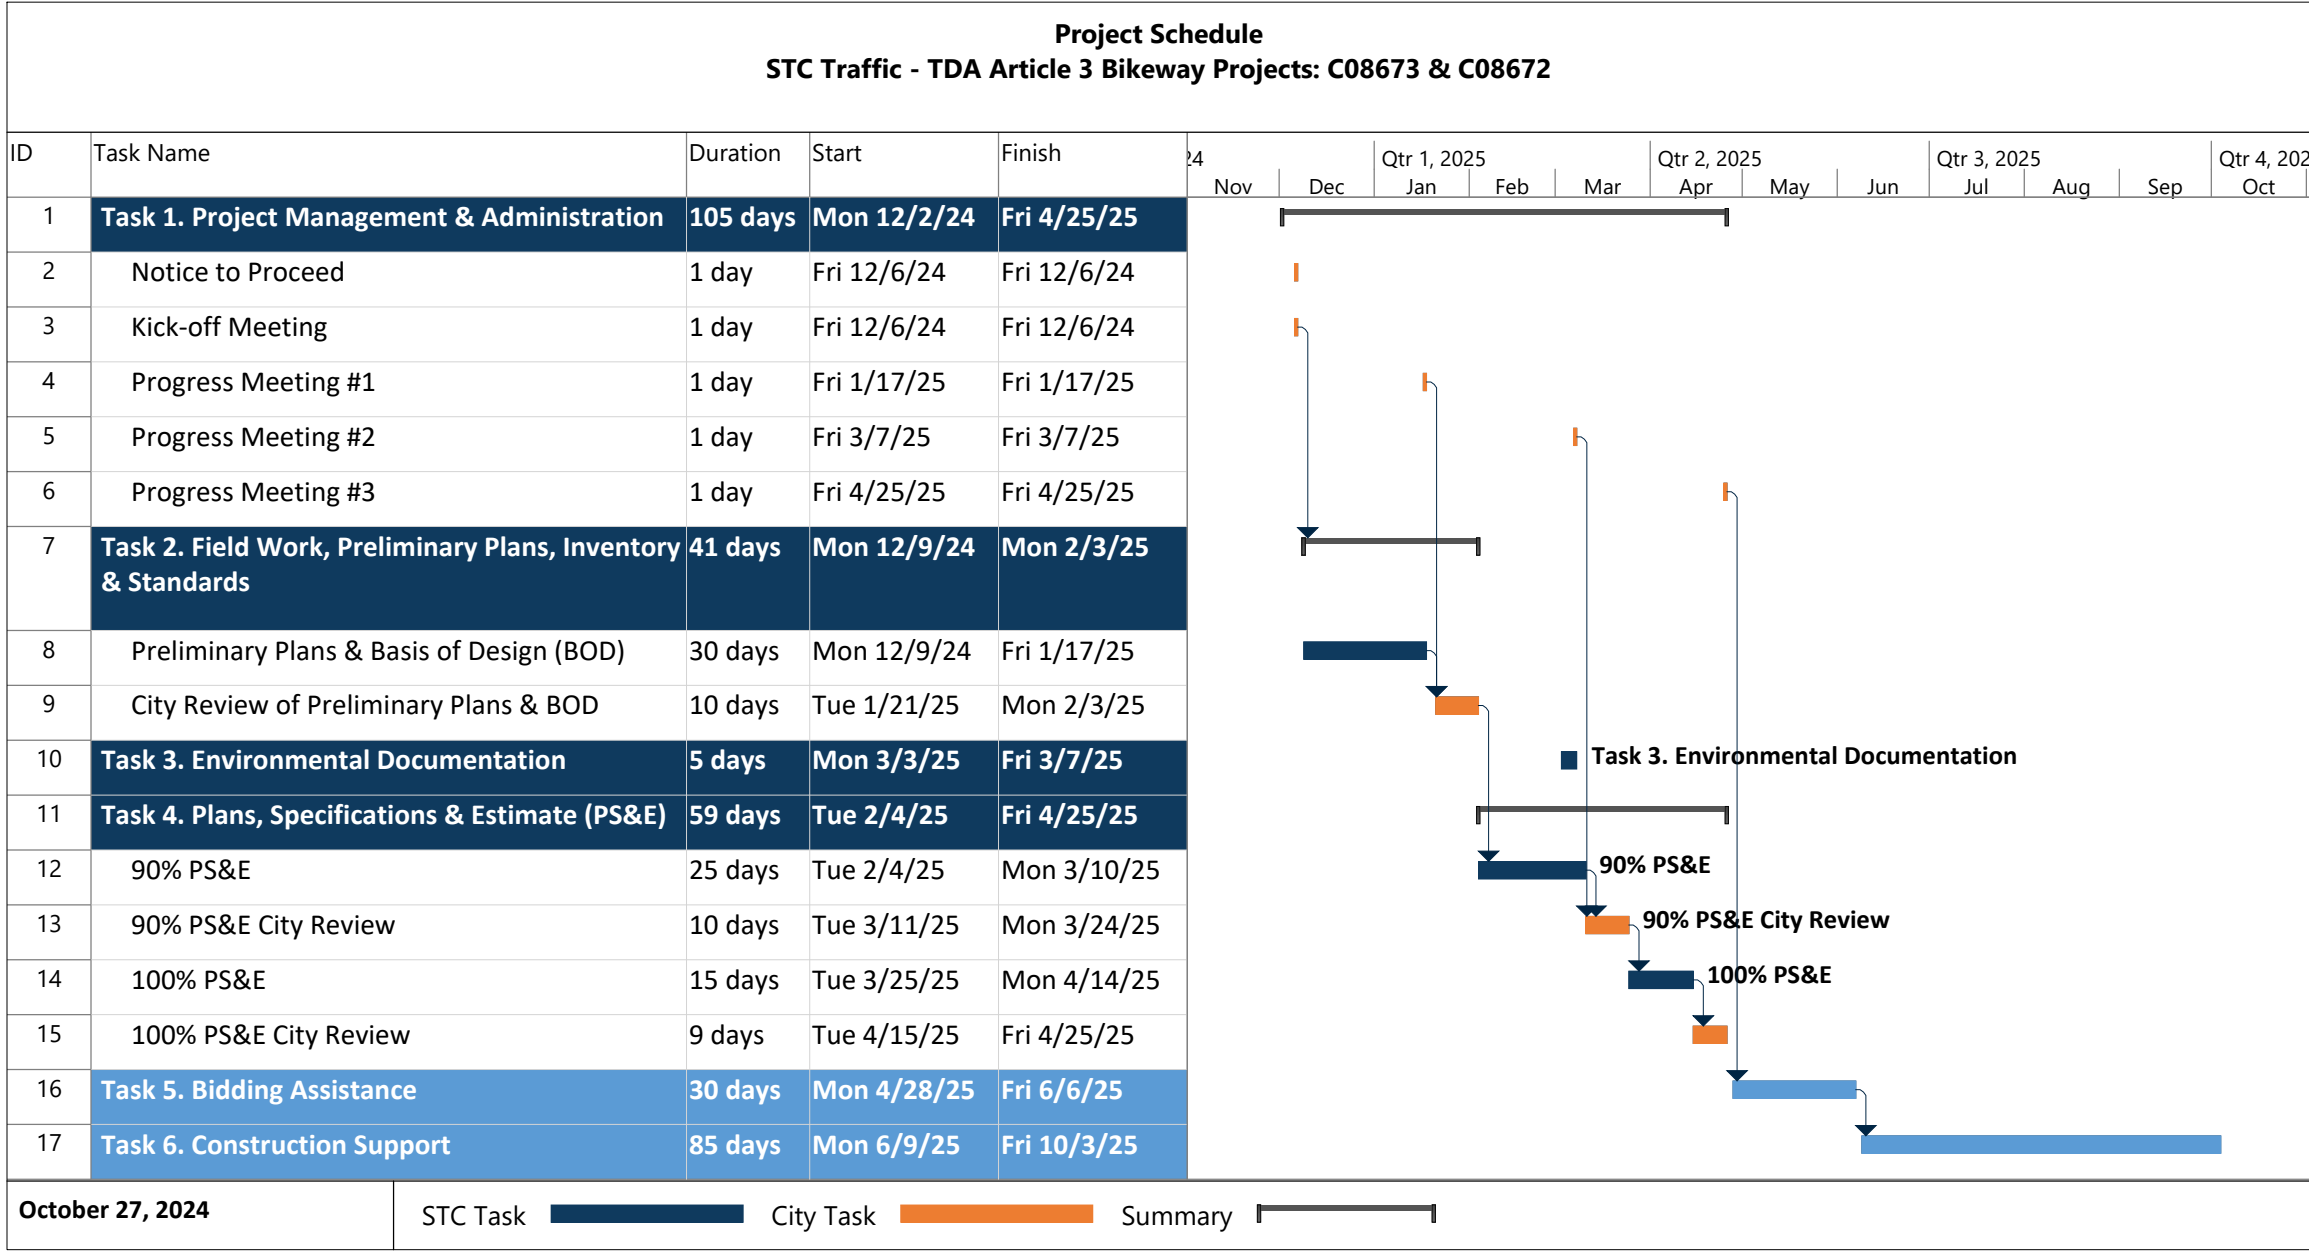 Project Schedule
STC Traffic - TDA Article 3 Bikeway Projects: C08673 & C08672
ID Task Name Duration Start Finish
24 Qtr 1, 2025 Qtr 2, 2025 Qtr 3, 2025 Qtr 4, 202
Nov Dec Jan Feb Mar Apr May Jun Jul Aug Sep Oct
1 Task 1. Project Management & Administration 105 days Mon 12/2/24 Fri 4/25/25
2 Notice to Proceed 1 day Fri 12/6/24 Fri 12/6/24
3 Kick-off Meeting 1 day Fri 12/6/24 Fri 12/6/24
4 Progress Meeting #1 1 day Fri 1/17/25 Fri 1/17/25
5 Progress Meeting #2 1 day Fri 3/7/25 Fri 3/7/25
6 Progress Meeting #3 1 day Fri 4/25/25 Fri 4/25/25
7 Task 2. Field Work, Preliminary Plans, Inventory 41 days Mon 12/9/24 Mon 2/3/25
& Standards
8 Preliminary Plans & Basis of Design (BOD) 30 days Mon 12/9/24 Fri 1/17/25
9 City Review of Preliminary Plans & BOD 10 days Tue 1/21/25 Mon 2/3/25
10 Task 3. Environmental Documentation 5 days Mon 3/3/25 Fri 3/7/25 Task 3. Environmental Documentation
11 Task 4. Plans, Specifications & Estimate (PS&E) 59 days Tue 2/4/25 Fri 4/25/25
12 90% PS&E 25 days Tue 2/4/25 Mon 3/10/25 90% PS&E
13 90% PS&E City Review 10 days Tue 3/11/25 Mon 3/24/25 90% PS&E City Review
14 100% PS&E 15 days Tue 3/25/25 Mon 4/14/25 100% PS&E
15 100% PS&E City Review 9 days Tue 4/15/25 Fri 4/25/25
16 Task 5. Bidding Assistance 30 days Mon 4/28/25 Fri 6/6/25
17 Task 6. Construction Support 85 days Mon 6/9/25 Fri 10/3/25
October 27, 2024 STC Task City Task Summary